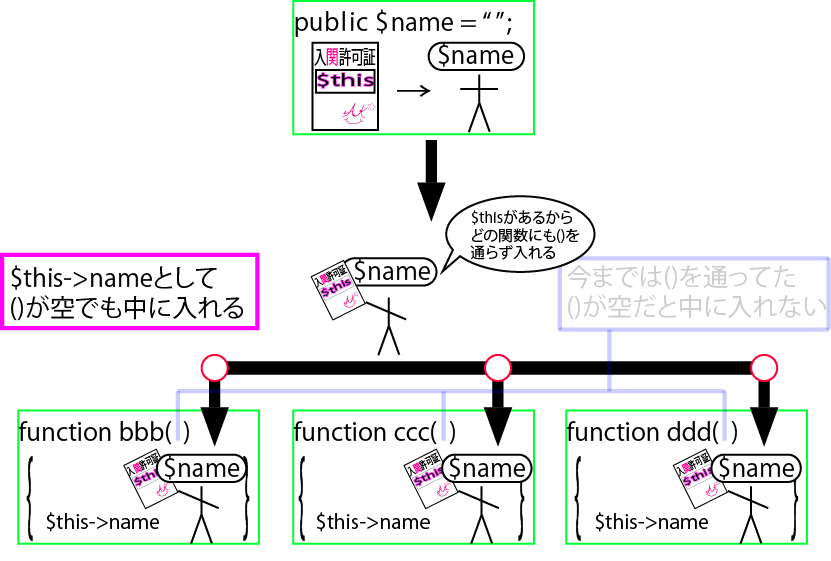 public $name = “ ”;
入関許可証
$this
→
$name
$thisがあるから
どの関数にも()を
通らず入れる
入関許可証
$this
$name
$this->nameとして
()が空でも中に入れる
今までは()を通ってた
()が空だと中に入れない
function bbb( )
{
入関許可証
$this
$name
$this->name
}
function ccc( )
{
入関許可証
$this
$name
$this->name
}
function ddd( )
{
入関許可証
$this
$name
$this->name
}